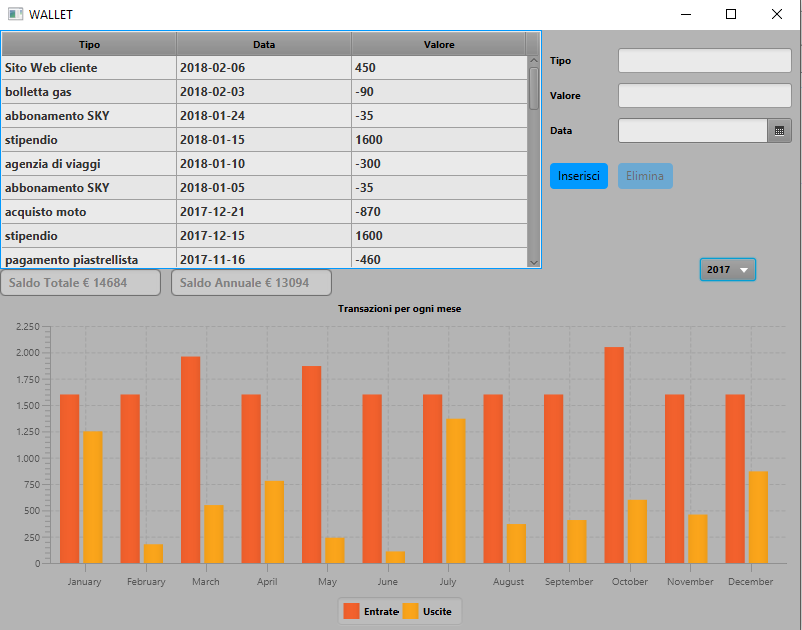 WALLET
Tipo Data Valore
Sito Web cliente 2018-02-06 450
bolletta gas 2018-02-03 -90
abbonamento SKY 2018-01-24 -35
stipendio 2018-01-15 1600
agenzia di viaggi 2018-01-10 -300
abbonamento SKY 2018-01-05 -35
acquisto moto 2017-12-21 -870
stipendio 2017-12-15 1600
pagamento piastrellista 2017-11-16 -460
Tipo
Valore
Data
Inserisci Elimina
2017
Saldo Totale € 14684 Saldo Annuale € 13094
Transazioni per ogni mese
2.250
2.000
1.750
1.500
1.250
1.000
750
500
250
0
January February March April May June July August September October November December
Entrate Uscite